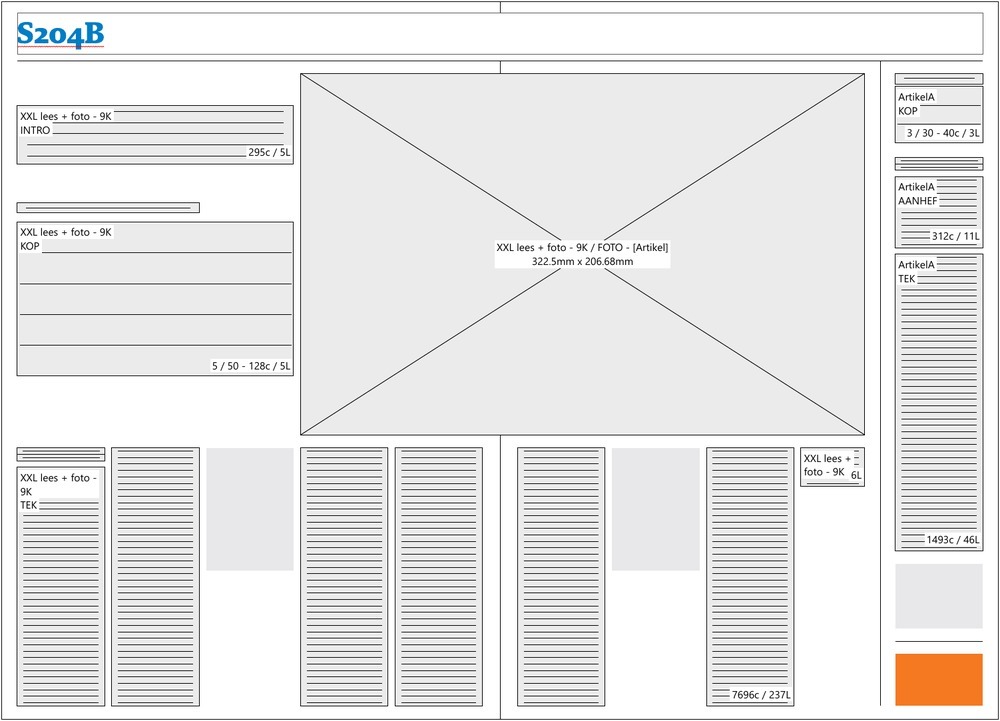 S204B
XXL lees + foto - 9K
INTRO
295c / 5L
XXL lees + foto - 9K
KOP
5 / 50 - 128c / 5L
XXL lees + foto - 9K / FOTO - [Artikel]
322.5mm x 206.68mm
XXL lees + foto -
9K
TEK
7696c / 237L
XXL lees +
foto - 9K
6L
ArtikelA
KOP
3 / 30 - 40c / 3L
ArtikelA
AANHEF
312c / 11L
ArtikelA
TEK
1493c / 46L